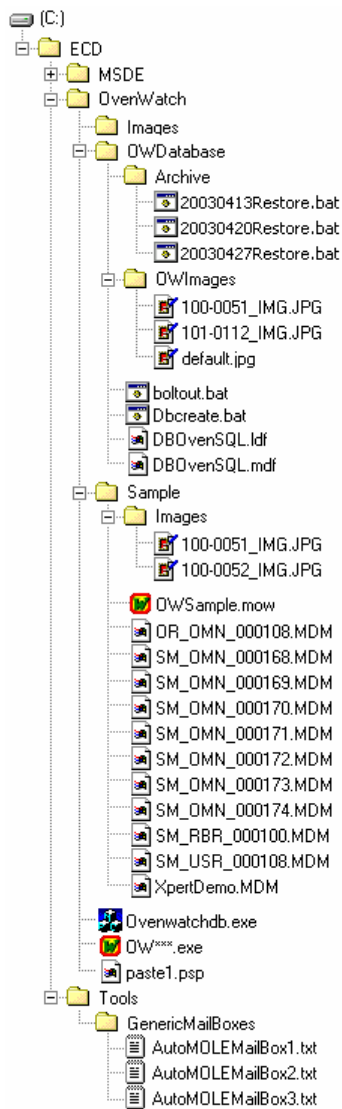 (C:)
ECD
MSDE
OvenWatch
Images
OWDatabase
Archive
20030413Restore.bat
20030420Restore.bat
20030427Restore.bat
OWImages
100-0051_IMG.JPG
101-0112_IMG.JPG
default.jpg
boltout.bat
Dbcreate.bat
DBOvenSQL.ldf
DBOvenSQL.mdf
Sample
Images
100-0051_IMG.JPG
100-0052_IMG.JPG
OWSample.mow
OR_OMN_000108.MDM
SM_OMN_000168.MDM
SM_OMN_000169.MDM
SM_OMN_000170.MDM
SM_OMN_000171.MDM
SM_OMN_000172.MDM
SM_OMN_000173.MDM
SM_OMN_000174.MDM
SM_RBR_000100.MDM
SM_USR_000108.MDM
XpertDemo.MDM
Ovenwatchdb.exe
OW***.exe
paste1.psp
Tools
GenericMailBoxes
AutoMOLEMailBox1.txt
AutoMOLEMailBox2.txt
AutoMOLEMailBox3.txt